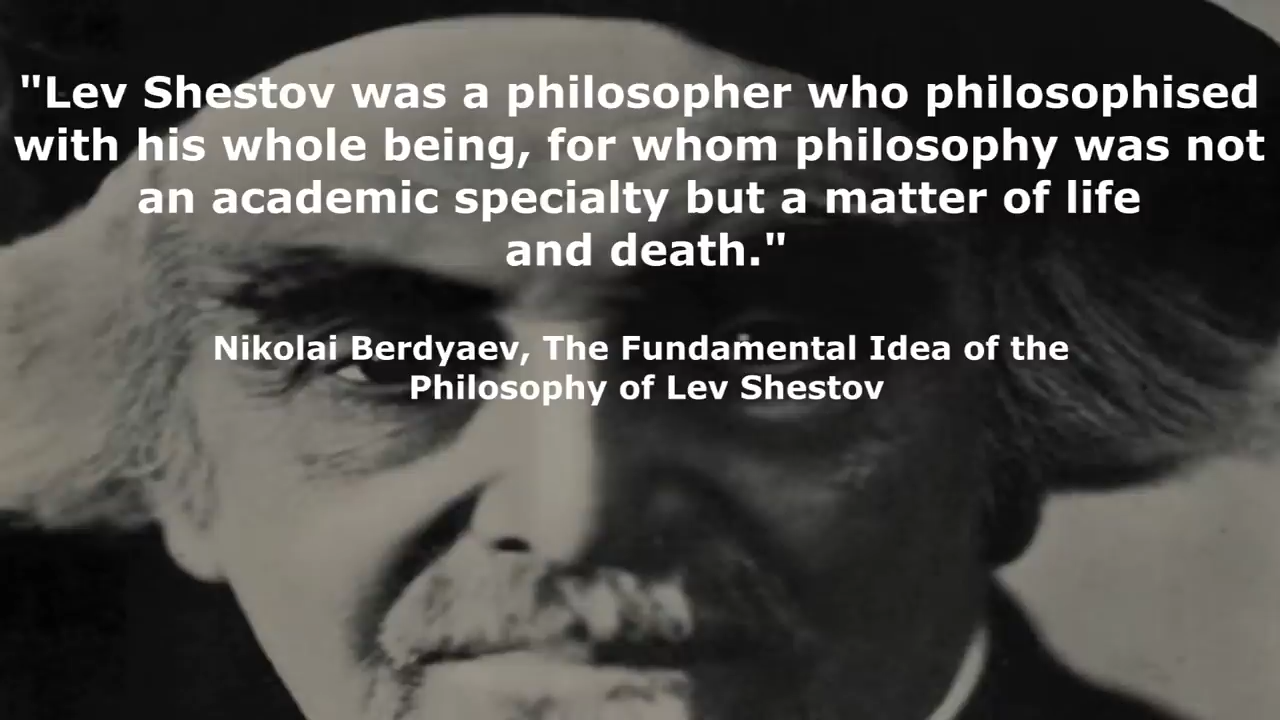 "Lev Shestov was a philosopher who philosophised
with his whole being, for whom philosophy was not
an academic specialty but a matter of life
and death."
Nikolai Berdyaev, The Fundamental Idea of the
Philosophy of Lev Shestov